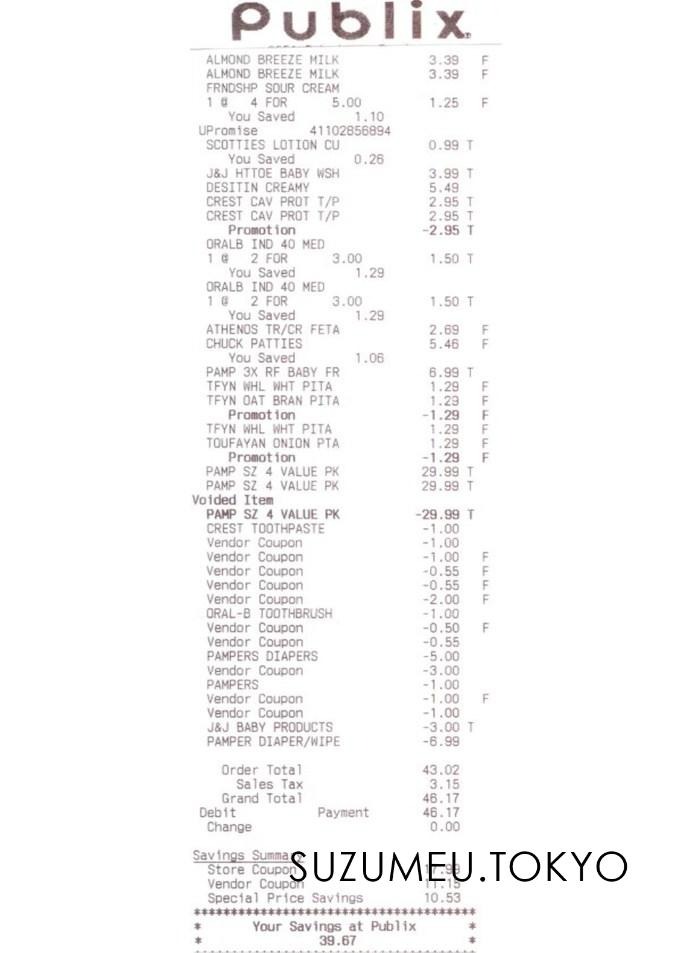 Publix
ALMOND BREEZE MILK 3.39 F
ALMOND BREEZE MILK 3.39 F
FRNDSHP SOUR CREAM
1 @ 4 FOR 5.00 1.25 F
You Saved 1.10
UPromise 41102856894
SCOTTIES LOTION CU 0.99 T
You Saved 0.26
J&J HTTOE BABY WSH 3.99 T
DESITIN CREAMY 5.49
CREST CAV PROT T/P 2.95 T
CREST CAV PROT T/P 2.95 T
Promotion -2.95 T
ORALB IND 40 MED
1 @ 2 FOR 3.00 1.50 T
You Saved 1.29
ORALB IND 40 MED
1 @ 2 FOR 3.00 1.50 T
You Saved 1.29
ATHENOS TR/CR FETA 2.69 F
CHUCK PATTIES 5.46 F
You Saved 1.06
PAMP 3X RF BABY FR 6.99 T
TFYN WHL WHT PITA 1.29 F
TFYN OAT BRAN PITA 1.29 F
Promotion -1.29 F
TFYN WHL WHT PITA 1.29 F
TOUFAYAN ONION PTA 1.29 F
Promotion -1.29 F
PAMP SZ 4 VALUE PK 29.99 T
PAMP SZ 4 VALUE PK 29.99 T
Voided Item
PAMP SZ 4 VALUE PK -29.99 T
CREST TOOTHPASTE -1.00
Vendor Coupon -1.00
Vendor Coupon -1.00 F
Vendor Coupon -0.55 F
Vendor Coupon -0.55 F
Vendor Coupon -2.00 F
ORAL-B TOOTHBRUSH -1.00
Vendor Coupon -0.50 F
Vendor Coupon -0.55
PAMPERS DIAPERS -5.00
Vendor Coupon -3.00
PAMPERS -1.00
Vendor Coupon -1.00 F
Vendor Coupon -1.00
J&J BABY PRODUCTS -3.00 T
PAMPER DIAPER/WIPE -6.99
Order Total 43.02
Sales Tax 3.15
Grand Total 46.17
Debit Payment 46.17
Change 0.00
Savings Summary
SUZUMEU.TOKYO
Store Coupon 17.99
Vendor Coupon 11.15
Special Price Savings 10.53
***********************************
* Your Savings at Publix *
* 39.67 *